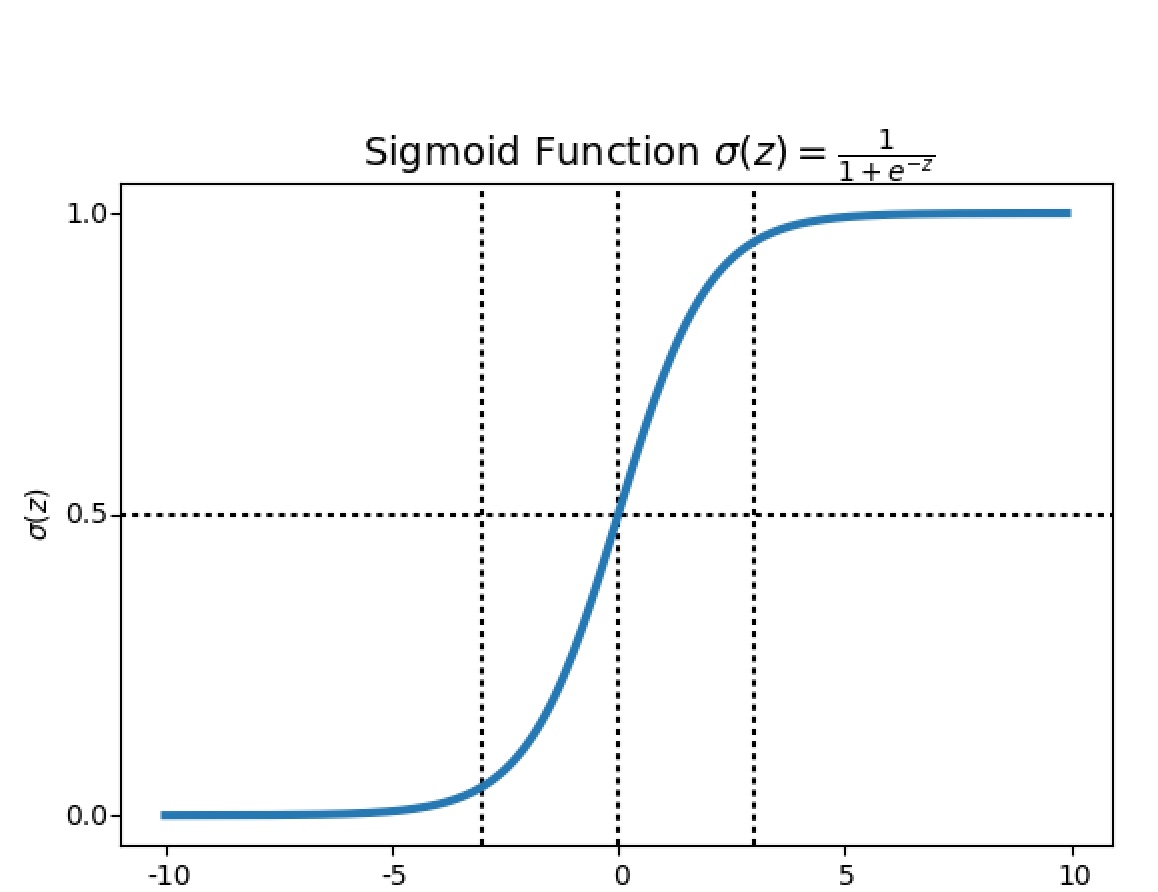 Sigmoid Function σ(z) = 1/(1 + e^{-z})
1.0
0.5
0.0
σ(z)
-10 -5 0 5 10